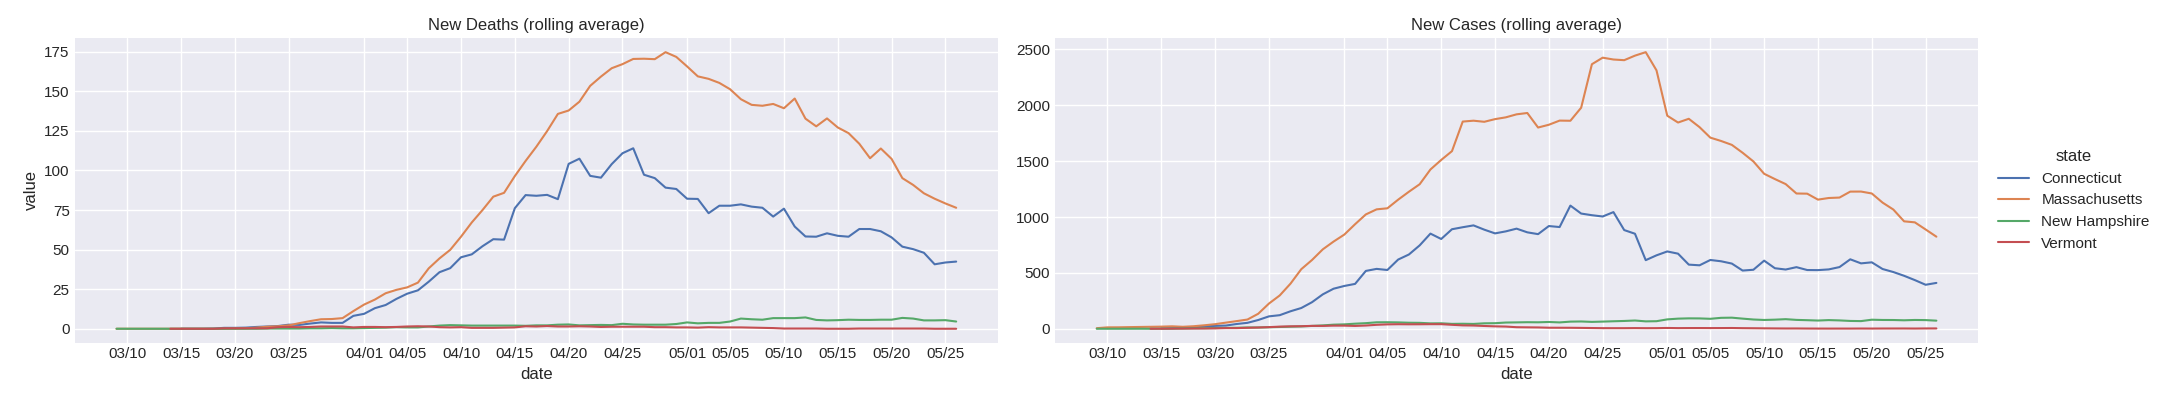 New Deaths (rolling average)
value
175
150
125
100
75
50
25
0
03/10 03/15 03/20 03/25 04/01 04/05 04/10 04/15 04/20 04/25 05/01 05/05 05/10 05/15 05/20 05/25
date
New Cases (rolling average)
2500
2000
1500
1000
500
0
03/10 03/15 03/20 03/25 04/01 04/05 04/10 04/15 04/20 04/25 05/01 05/05 05/10 05/15 05/20 05/25
date
state
Connecticut
Massachusetts
New Hampshire
Vermont